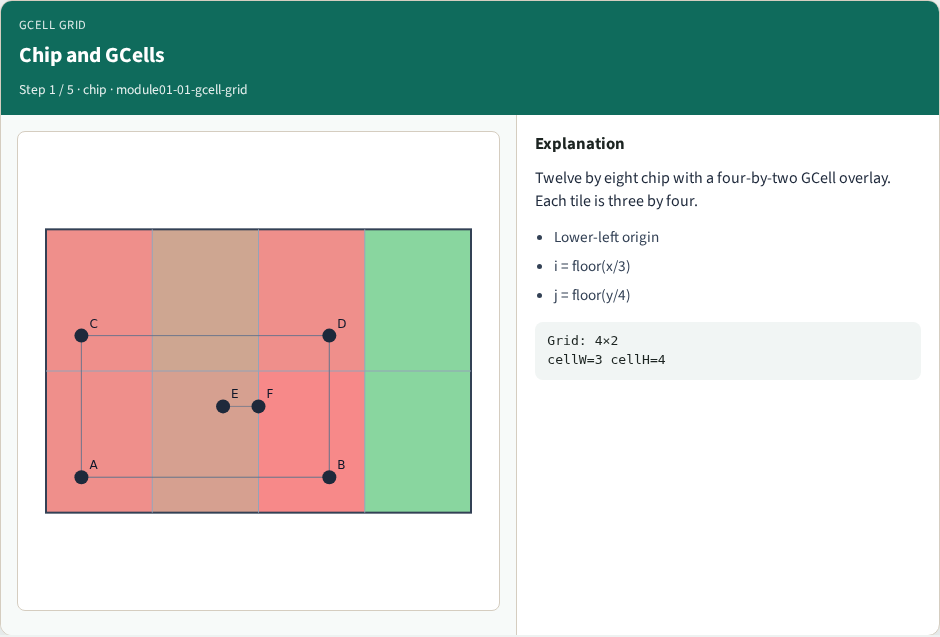 GCELL GRID
Chip and GCells
Step 1 / 5 · chip · module01-01-gcell-grid
C
D
E
F
A
B
Explanation
Twelve by eight chip with a four-by-two GCell overlay.
Each tile is three by four.
• Lower-left origin
• i = floor(x/3)
• j = floor(y/4)
Grid: 4×2
cellW=3 cellH=4